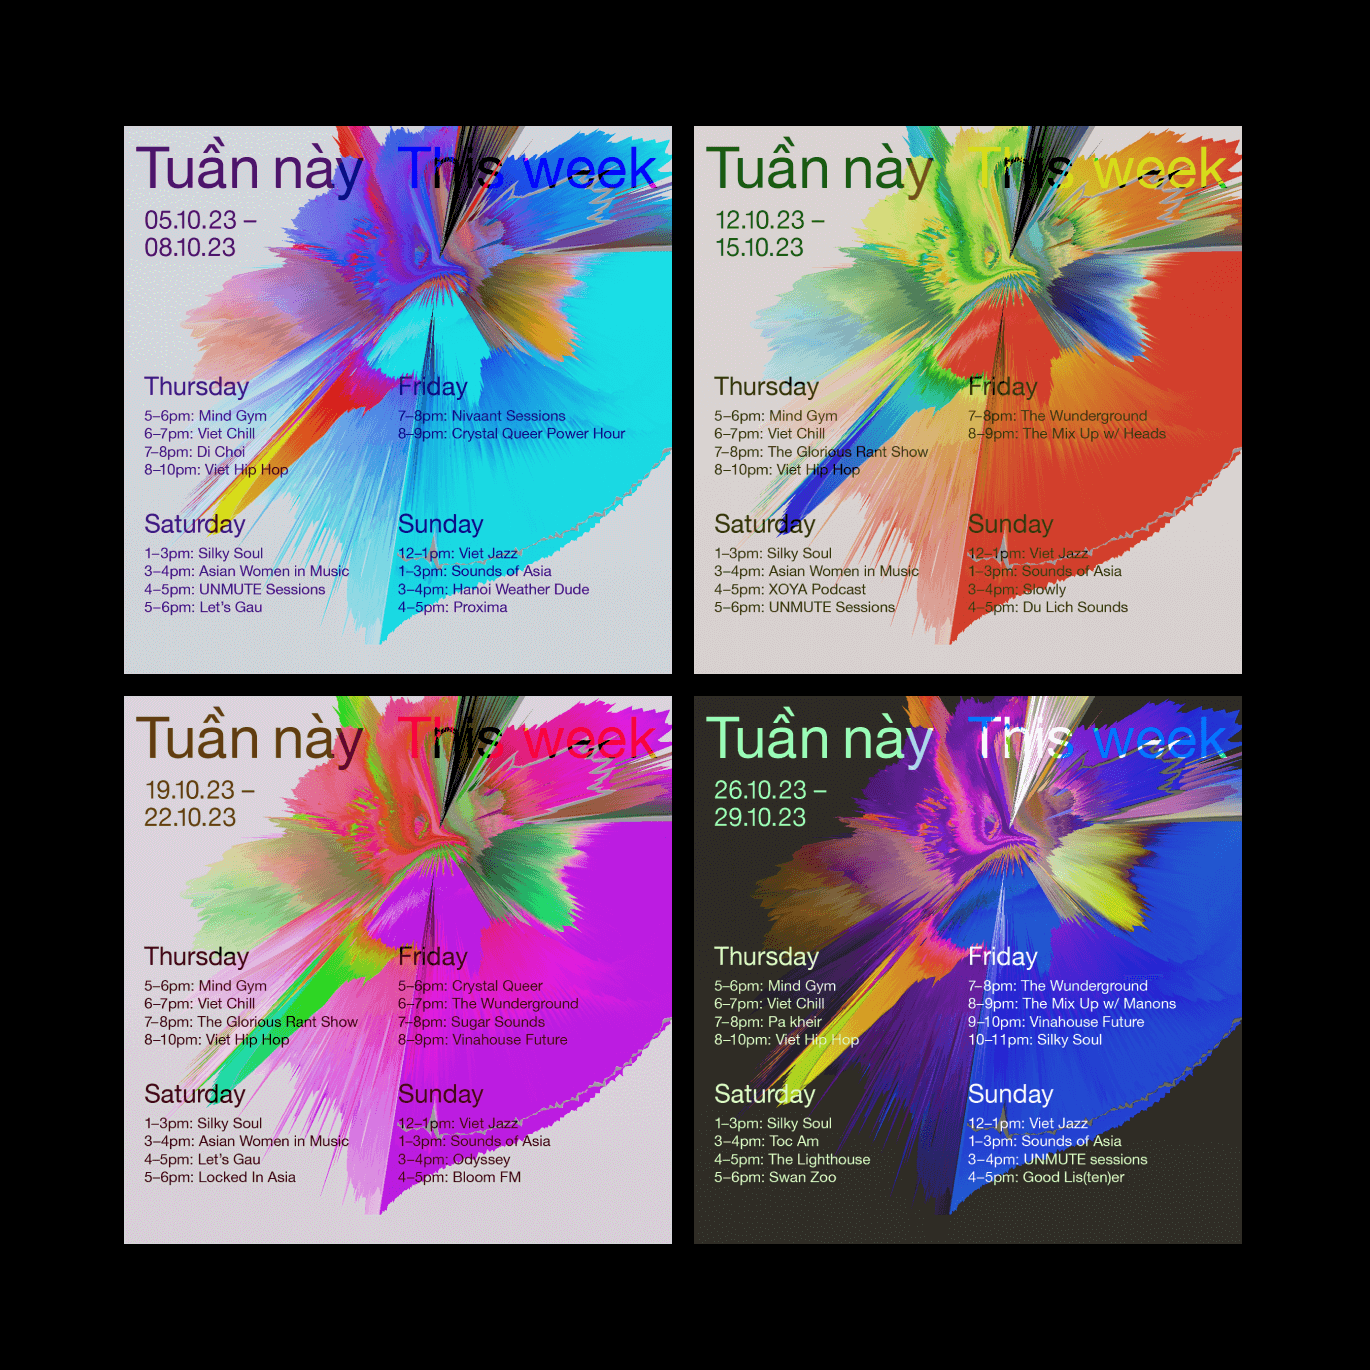 Tuần này This week
05.10.23 –
08.10.23
Thursday
5–6pm: Mind Gym
6–7pm: Viet Chill
7–8pm: Di Choi
8–10pm: Viet Hip Hop
Friday
7–8pm: Nivaant Sessions
8–9pm: Crystal Queer Power Hour
Saturday
1–3pm: Silky Soul
3–4pm: Asian Women in Music
4–5pm: UNMUTE Sessions
5–6pm: Let’s Gau
Sunday
12–1pm: Viet Jazz
1–3pm: Sounds of Asia
3–4pm: Hanoi Weather Dude
4–5pm: Proxima
Tuần này This week
12.10.23 –
15.10.23
Thursday
5–6pm: Mind Gym
6–7pm: Viet Chill
7–8pm: The Glorious Rant Show
8–10pm: Viet Hip Hop
Friday
7–8pm: The Wunderground
8–9pm: The Mix Up w/ Heads
Saturday
1–3pm: Silky Soul
3–4pm: Asian Women in Music
4–5pm: XOYA Podcast
5–6pm: UNMUTE Sessions
Sunday
12–1pm: Viet Jazz
1–3pm: Sounds of Asia
3–4pm: Slowly
4–5pm: Du Lich Sounds
Tuần này This week
19.10.23 –
22.10.23
Thursday
5–6pm: Mind Gym
6–7pm: Viet Chill
7–8pm: The Glorious Rant Show
8–10pm: Viet Hip Hop
Friday
5–6pm: Crystal Queer
6–7pm: The Wunderground
7–8pm: Sugar Sounds
8–9pm: Vinahouse Future
Saturday
1–3pm: Silky Soul
3–4pm: Asian Women in Music
4–5pm: Let’s Gau
5–6pm: Locked In Asia
Sunday
12–1pm: Viet Jazz
1–3pm: Sounds of Asia
3–4pm: Odyssey
4–5pm: Bloom FM
Tuần này This week
26.10.23 –
29.10.23
Thursday
5–6pm: Mind Gym
6–7pm: Viet Chill
7–8pm: Pa kheir
8–10pm: Viet Hip Hop
Friday
7–8pm: The Wunderground
8–9pm: The Mix Up w/ Manons
9–10pm: Vinahouse Future
10–11pm: Silky Soul
Saturday
1–3pm: Silky Soul
3–4pm: Toc Am
4–5pm: The Lighthouse
5–6pm: Swan Zoo
Sunday
12–1pm: Viet Jazz
1–3pm: Sounds of Asia
3–4pm: UNMUTE sessions
4–5pm: Good Lis(ten)er